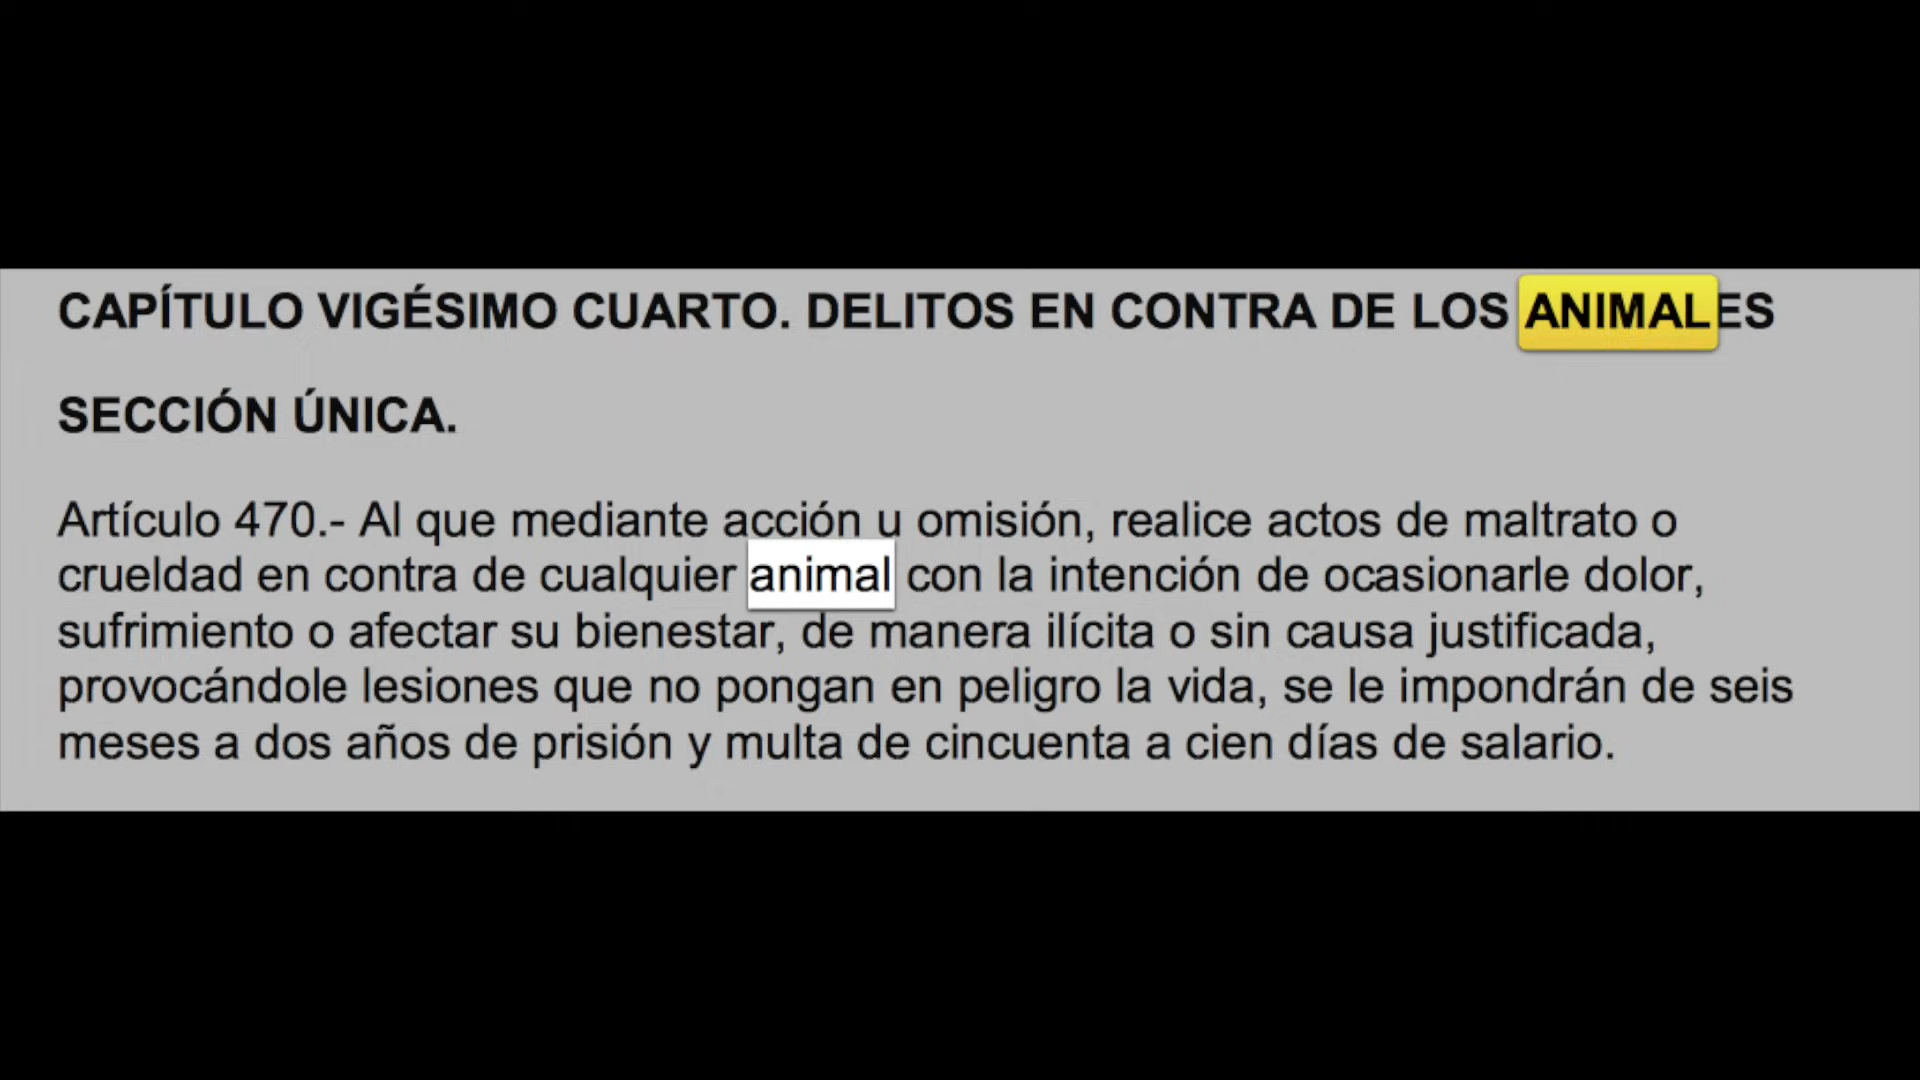 CAPÍTULO VIGÉSIMO CUARTO. DELITOS EN CONTRA DE LOS ANIMALES
SECCIÓN ÚNICA.
Artículo 470.- Al que mediante acción u omisión, realice actos de maltrato o
crueldad en contra de cualquier animal con la intención de ocasionarle dolor,
sufrimiento o afectar su bienestar, de manera ilícita o sin causa justificada,
provocándole lesiones que no pongan en peligro la vida, se le impondrán de seis
meses a dos años de prisión y multa de cincuenta a cien días de salario.